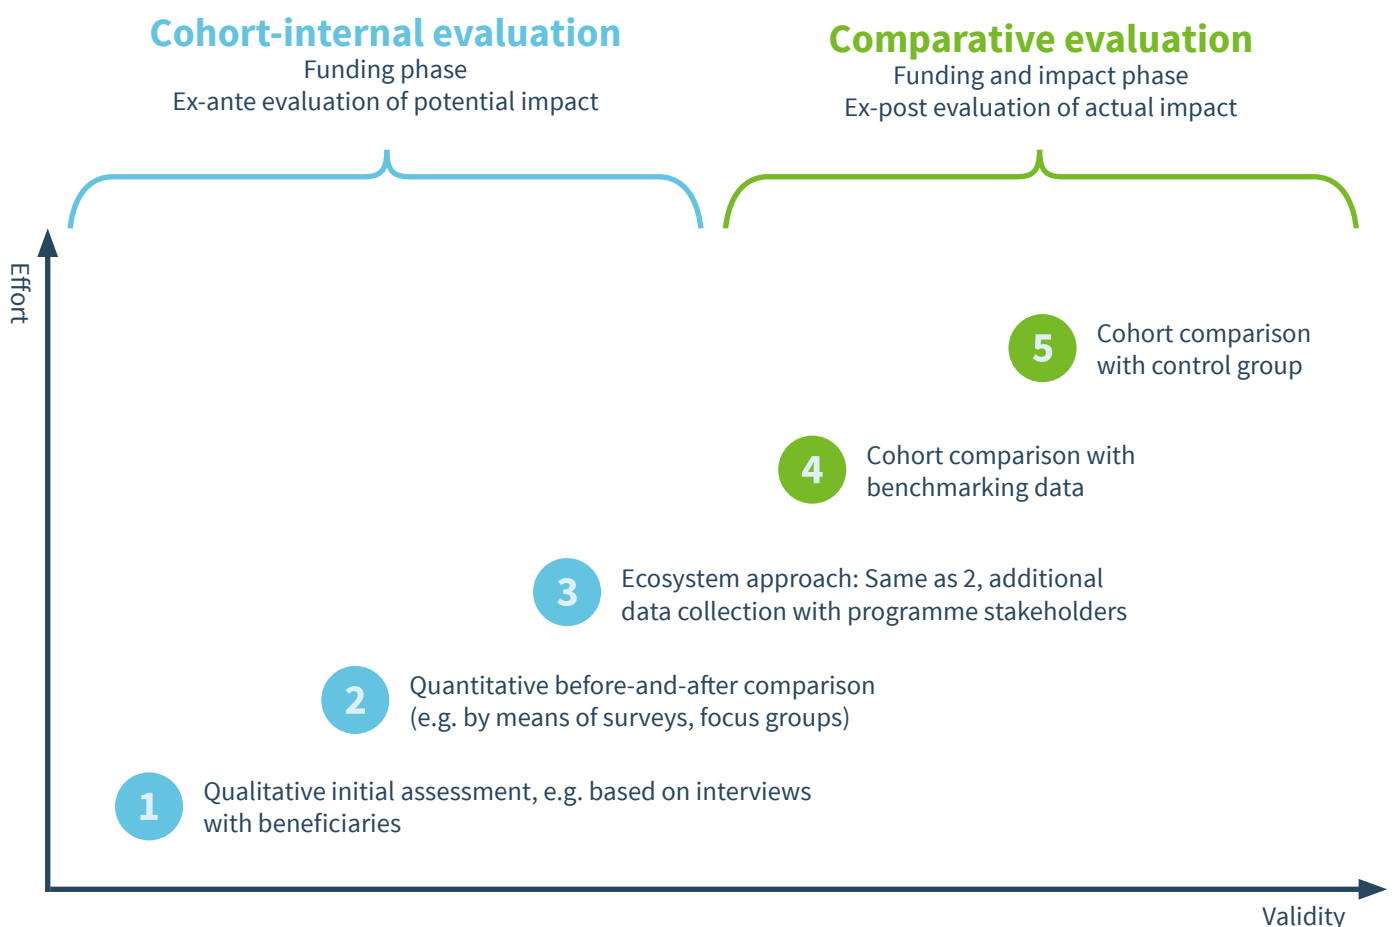 Cohort-internal evaluation
Funding phase
Ex-ante evaluation of potential impact
Comparative evaluation
Funding and impact phase
Ex-post evaluation of actual impact
Effort
5
Cohort comparison
with control group
4
Cohort comparison with
benchmarking data
3
Ecosystem approach: Same as 2, additional
data collection with programme stakeholders
2
Quantitative before-and-after comparison
(e.g. by means of surveys, focus groups)
1
Qualitative initial assessment, e.g. based on interviews
with beneficiaries
Validity